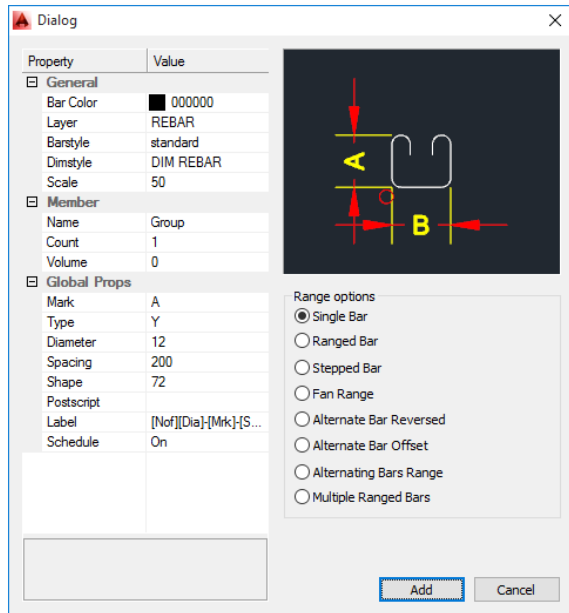 Dialog
Property Value
General
Bar Color 000000
Layer REBAR
Barstyle standard
Dimstyle DIM REBAR
Scale 50
Member
Name Group
Count 1
Volume 0
Global Props
Mark A
Type Y
Diameter 12
Spacing 200
Shape 72
Postscript
Label [Nof][Dia]-[Mrk]-[S...
Schedule On
A
B
Range options
Single Bar
Ranged Bar
Stepped Bar
Fan Range
Alternate Bar Reversed
Alternate Bar Offset
Alternating Bars Range
Multiple Ranged Bars
Add Cancel